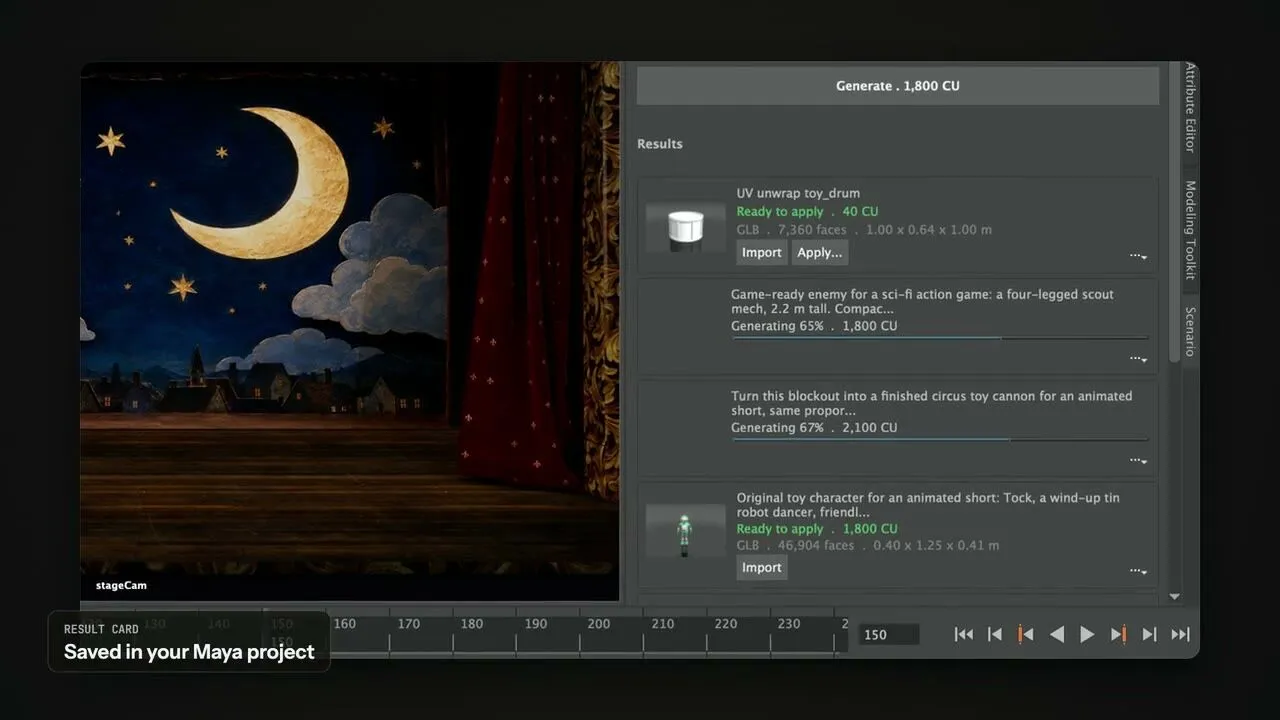 Generate . 1,800 CU
Results
UV unwrap toy_drum
Ready to apply . 40 CU
GLB . 7,360 faces . 1.00 x 0.64 x 1.00 m
Import
Apply...
Game-ready enemy for a sci-fi action game: a four-legged scout
mech, 2.2 m tall. Compac...
Generating 65% . 1,800 CU
Turn this blockout into a finished circus toy cannon for an animated
short, same propor...
Generating 67% . 2,100 CU
Original toy character for an animated short: Tock, a wind-up tin
robot dancer, friendl...
Ready to apply . 1,800 CU
GLB . 46,904 faces . 0.40 x 1.25 x 0.41 m
Import
Attribute Editor
Modeling Toolkit
Scenario
stageCam
130 140 150 160 170 180 190 200 210 220 230 2
150
150
RESULT CARD
Saved in your Maya project